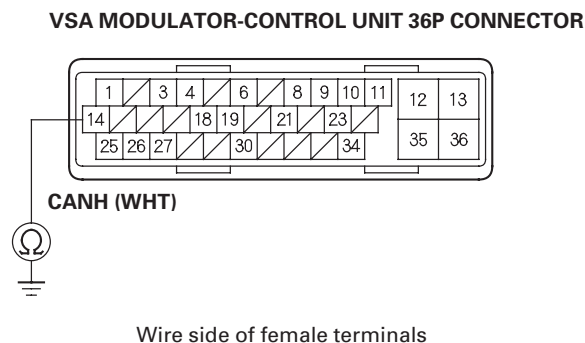 VSA MODULATOR-CONTROL UNIT 36P CONNECTOR
1 3 4 6 8 9 10 11 12 13
14 18 19 21 23
25 26 27 30 34 35 36
CANH (WHT)
Ω
Wire side of female terminals